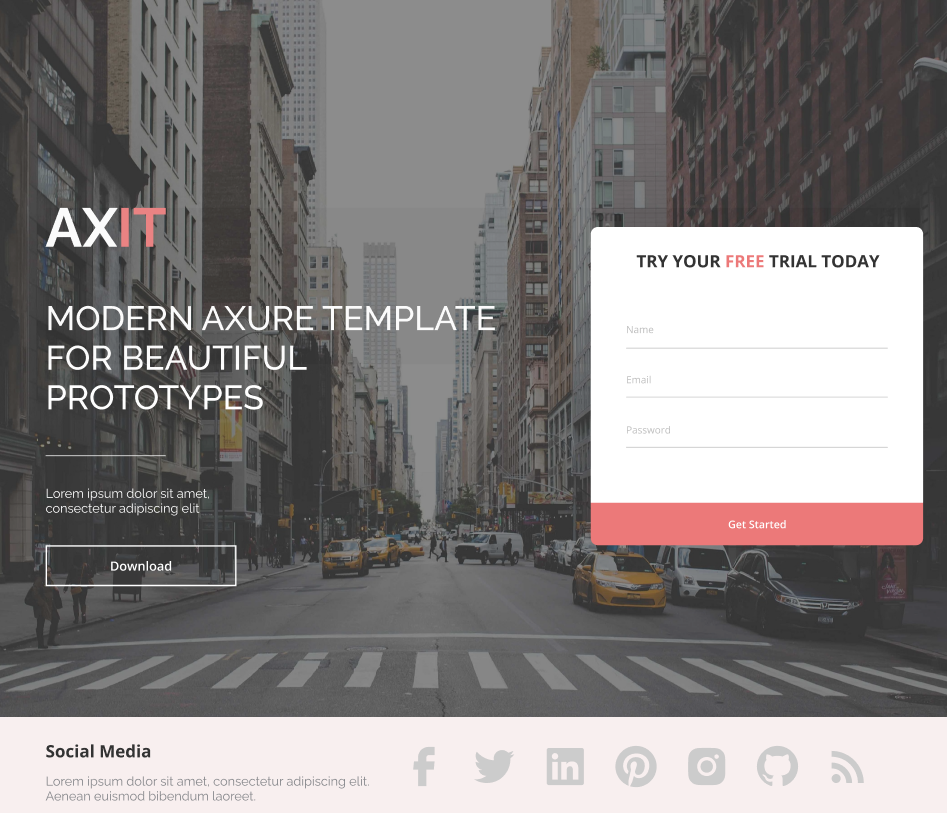 AXIT
MODERN AXURE TEMPLATE
FOR BEAUTIFUL
PROTOTYPES
Lorem ipsum dolor sit amet,
consectetur adipiscing elit
Download
TRY YOUR FREE TRIAL TODAY
Name
Email
Password
Get Started
Social Media
Lorem ipsum dolor sit amet, consectetur adipiscing elit.
Aenean euismod bibendum laoreet.